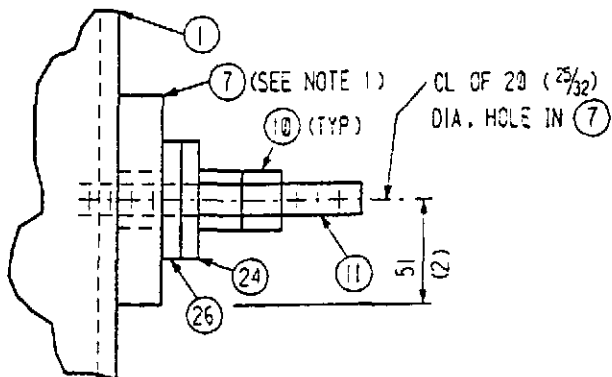 1
7 (SEE NOTE 1)
CL OF 20 (25/32)
DIA. HOLE IN 7
10 (TYP)
51
(2)
11
24
26